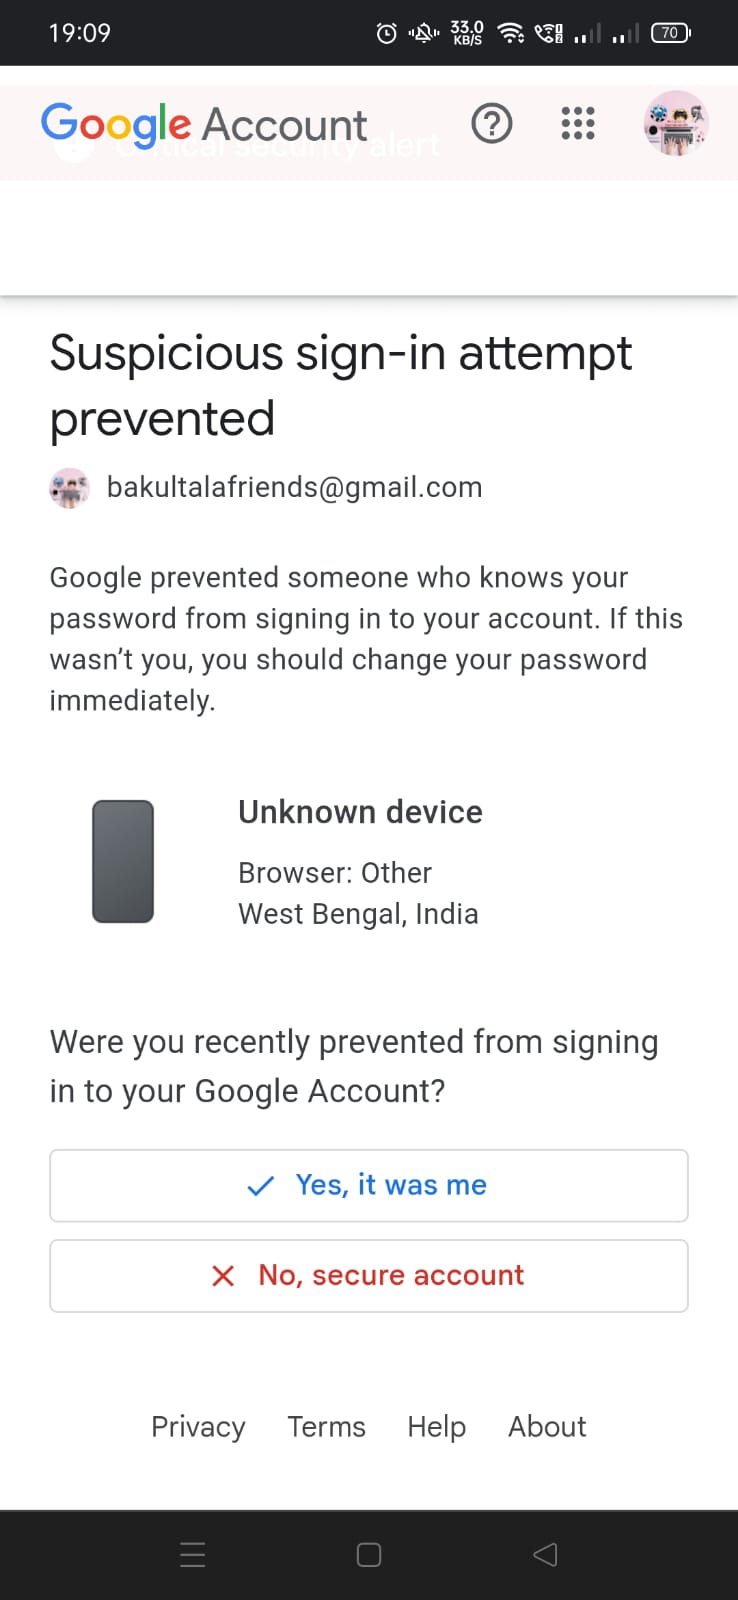 19:09
33.0
KB/S
70
Google Account
Critical security alert
Suspicious sign-in attempt
prevented
bakultalafriends@gmail.com
Google prevented someone who knows your
password from signing in to your account. If this
wasn’t you, you should change your password
immediately.
Unknown device
Browser: Other
West Bengal, India
Were you recently prevented from signing
in to your Google Account?
Yes, it was me
No, secure account
Privacy Terms Help About